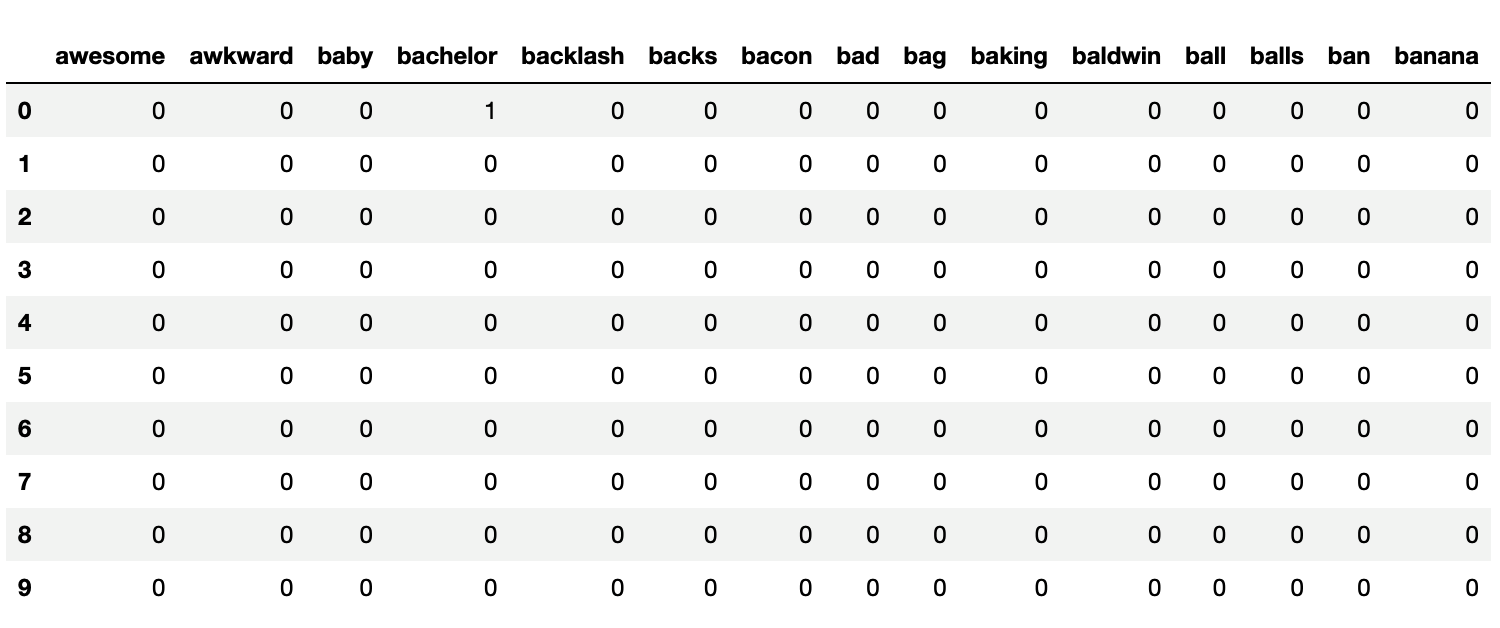 awesome awkward baby bachelor backlash backs bacon bad bag baking baldwin ball balls ban banana
0 0 0 0 1 0 0 0 0 0 0 0 0 0 0 0
1 0 0 0 0 0 0 0 0 0 0 0 0 0 0 0
2 0 0 0 0 0 0 0 0 0 0 0 0 0 0 0
3 0 0 0 0 0 0 0 0 0 0 0 0 0 0 0
4 0 0 0 0 0 0 0 0 0 0 0 0 0 0 0
5 0 0 0 0 0 0 0 0 0 0 0 0 0 0 0
6 0 0 0 0 0 0 0 0 0 0 0 0 0 0 0
7 0 0 0 0 0 0 0 0 0 0 0 0 0 0 0
8 0 0 0 0 0 0 0 0 0 0 0 0 0 0 0
9 0 0 0 0 0 0 0 0 0 0 0 0 0 0 0